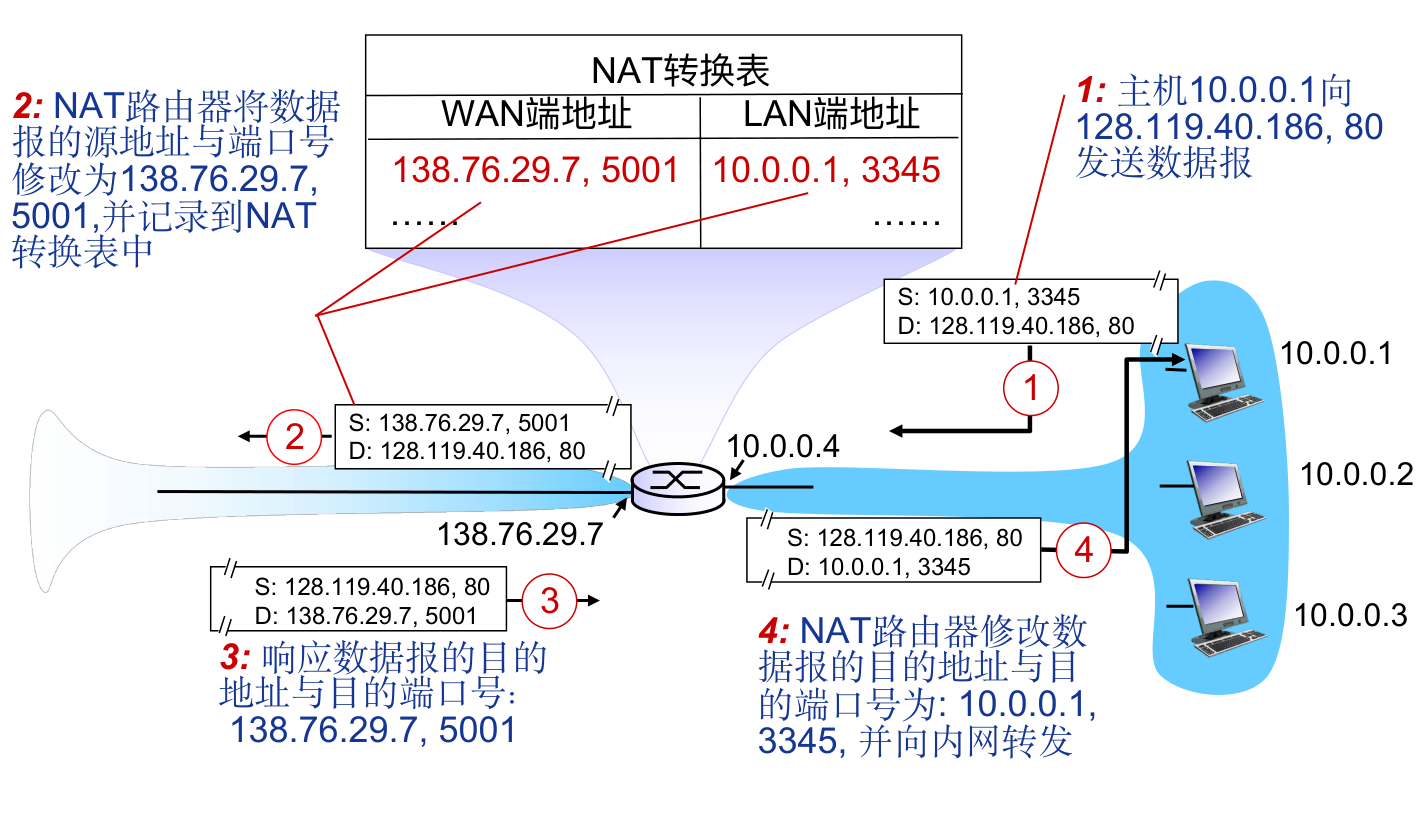 NAT转换表
WAN端地址 LAN端地址
138.76.29.7, 5001 10.0.0.1, 3345
…… ……
1: 主机10.0.0.1向
128.119.40.186, 80
发送数据报
2: NAT路由器将数据
报的源地址与端口号
修改为138.76.29.7,
5001,并记录到NAT
转换表中
S: 10.0.0.1, 3345
D: 128.119.40.186, 80
1
10.0.0.1
S: 138.76.29.7, 5001
D: 128.119.40.186, 80
2
10.0.0.4
10.0.0.2
138.76.29.7
S: 128.119.40.186, 80
D: 10.0.0.1, 3345
4
S: 128.119.40.186, 80
D: 138.76.29.7, 5001
3
10.0.0.3
3: 响应数据报的目的
地址与目的端口号:
138.76.29.7, 5001
4: NAT路由器修改数
据报的目的地址与目
的端口号为: 10.0.0.1,
3345, 并向内网转发